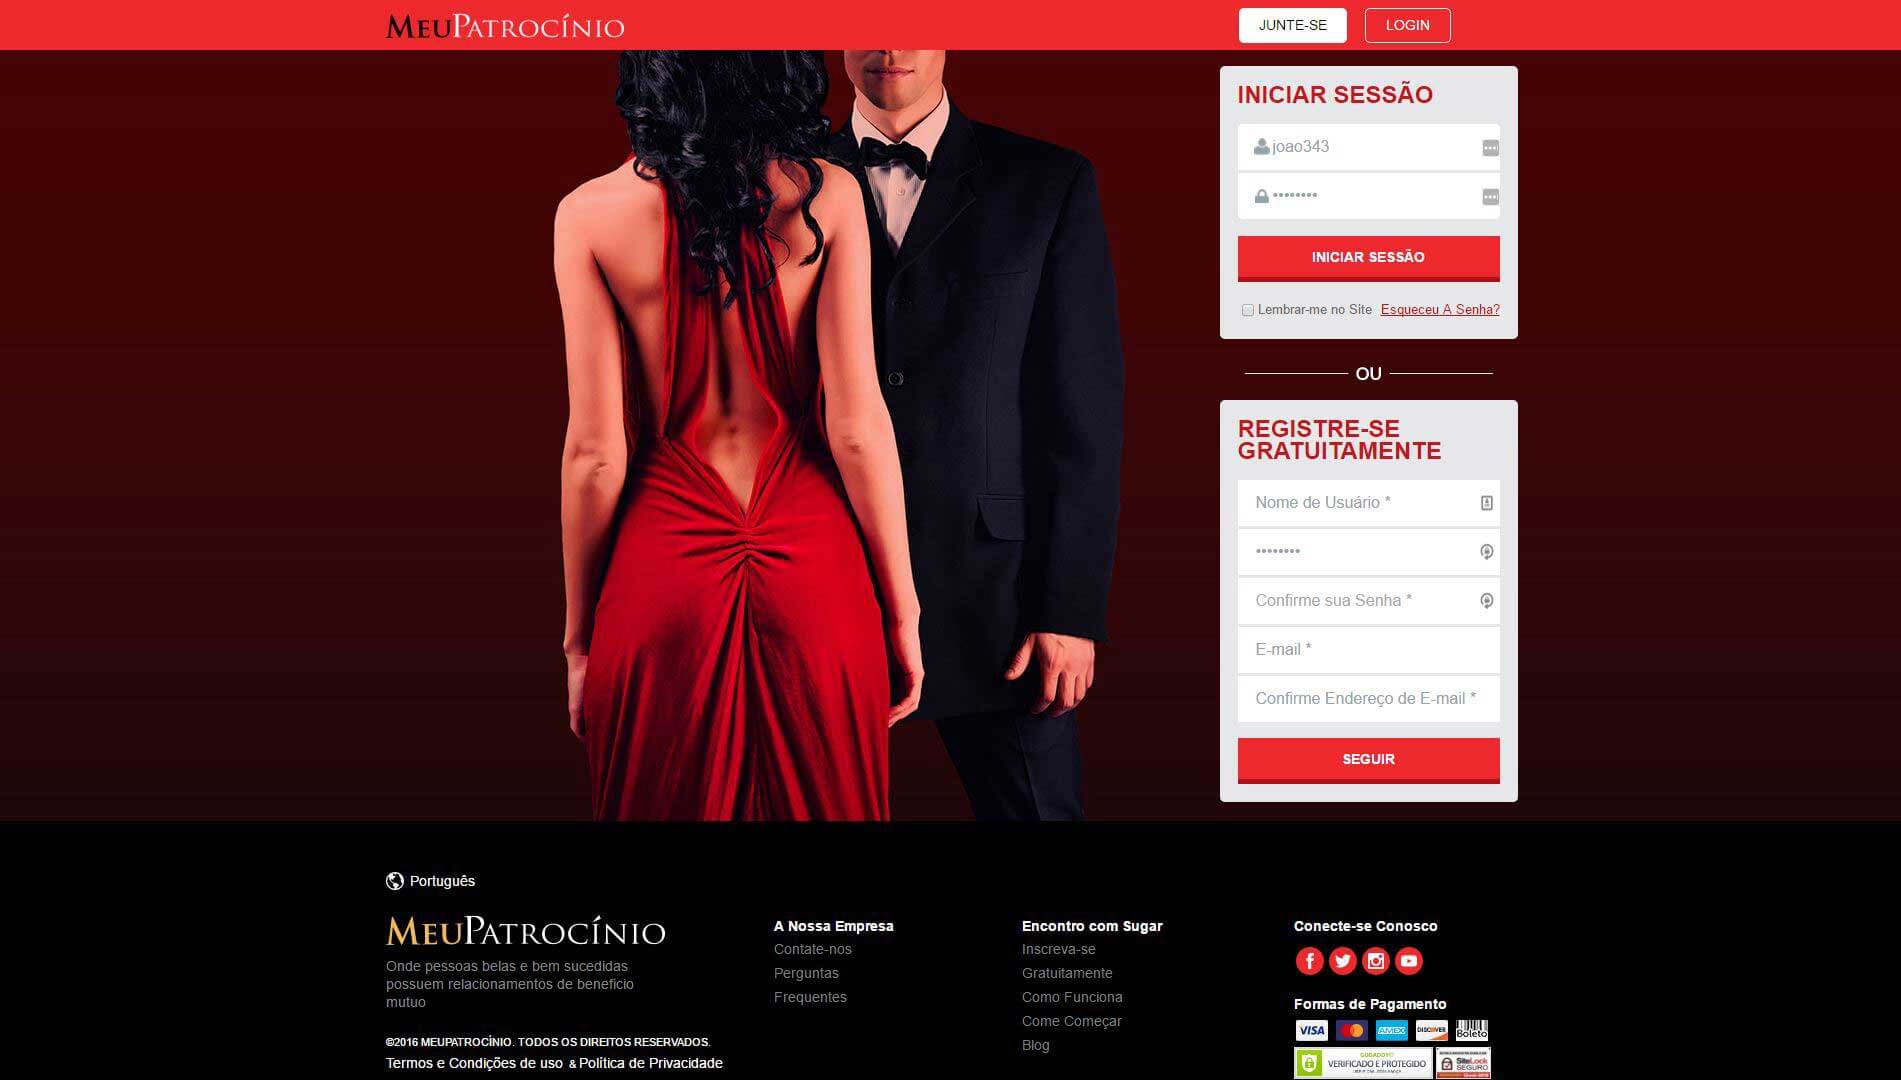 MEUPATROCÍNIO
JUNTE-SE
LOGIN
INICIAR SESSÃO
joao343
••••••••
INICIAR SESSÃO
Lembrar-me no Site Esqueceu A Senha?
OU
REGISTRE-SE
GRATUITAMENTE
Nome de Usuário *
••••••••
Confirme sua Senha *
E-mail *
Confirme Endereço de E-mail *
SEGUIR
Português
MEUPATROCÍNIO
Onde pessoas belas e bem sucedidas
possuem relacionamentos de beneficio
mutuo
©2016 MEUPATROCÍNIO. TODOS OS DIREITOS RESERVADOS.
Termos e Condições de uso & Política de Privacidade
A Nossa Empresa
Contate-nos
Perguntas
Frequentes
Encontro com Sugar
Inscreva-se
Gratuitamente
Como Funciona
Come Começar
Blog
Conecte-se Conosco
Formas de Pagamento
VISA
AMEX
DISCOVER
Boleto
GODADDY
VERIFICADO E PROTEGIDO
SiteLock
SEGURO